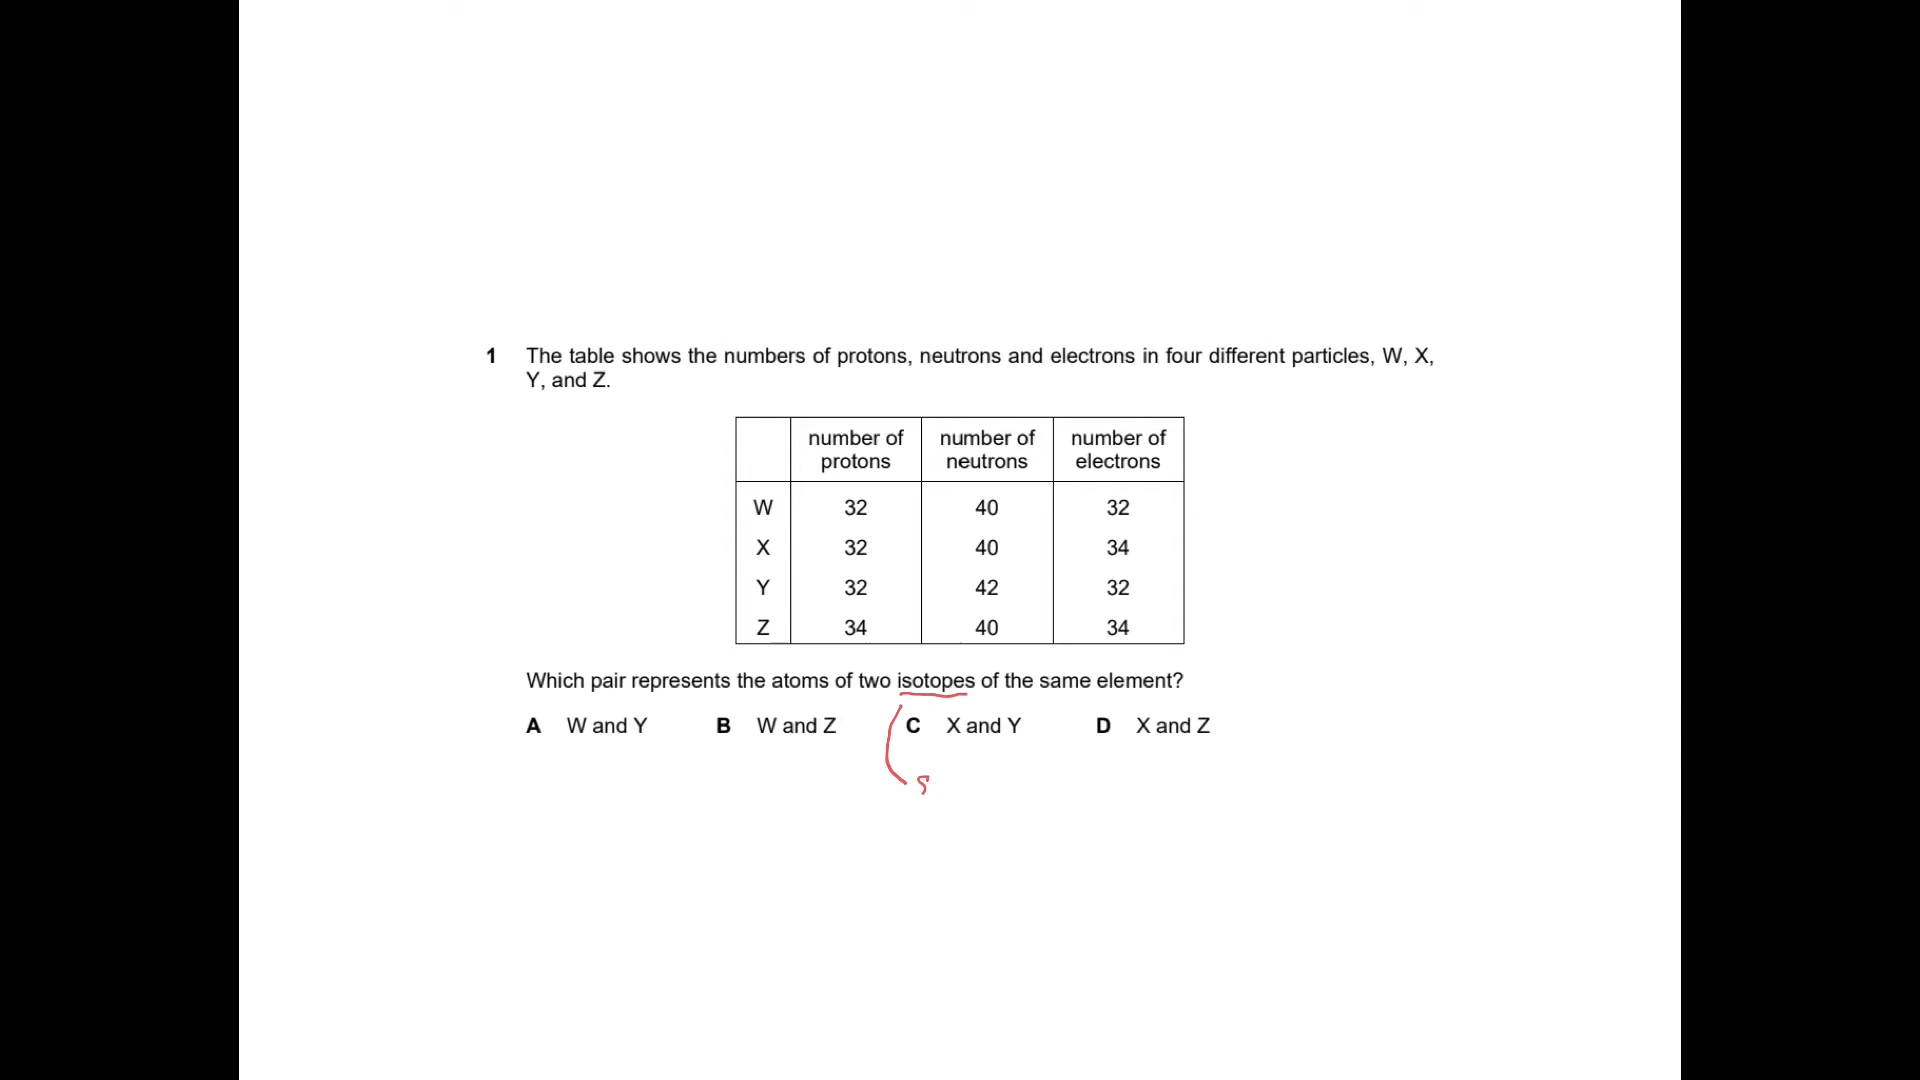 1 The table shows the numbers of protons, neutrons and electrons in four different particles, W, X,
Y, and Z.
number of protons number of neutrons number of electrons
W 32 40 32
X 32 40 34
Y 32 42 32
Z 34 40 34
Which pair represents the atoms of two isotopes of the same element?
A W and Y B W and Z C X and Y D X and Z
s